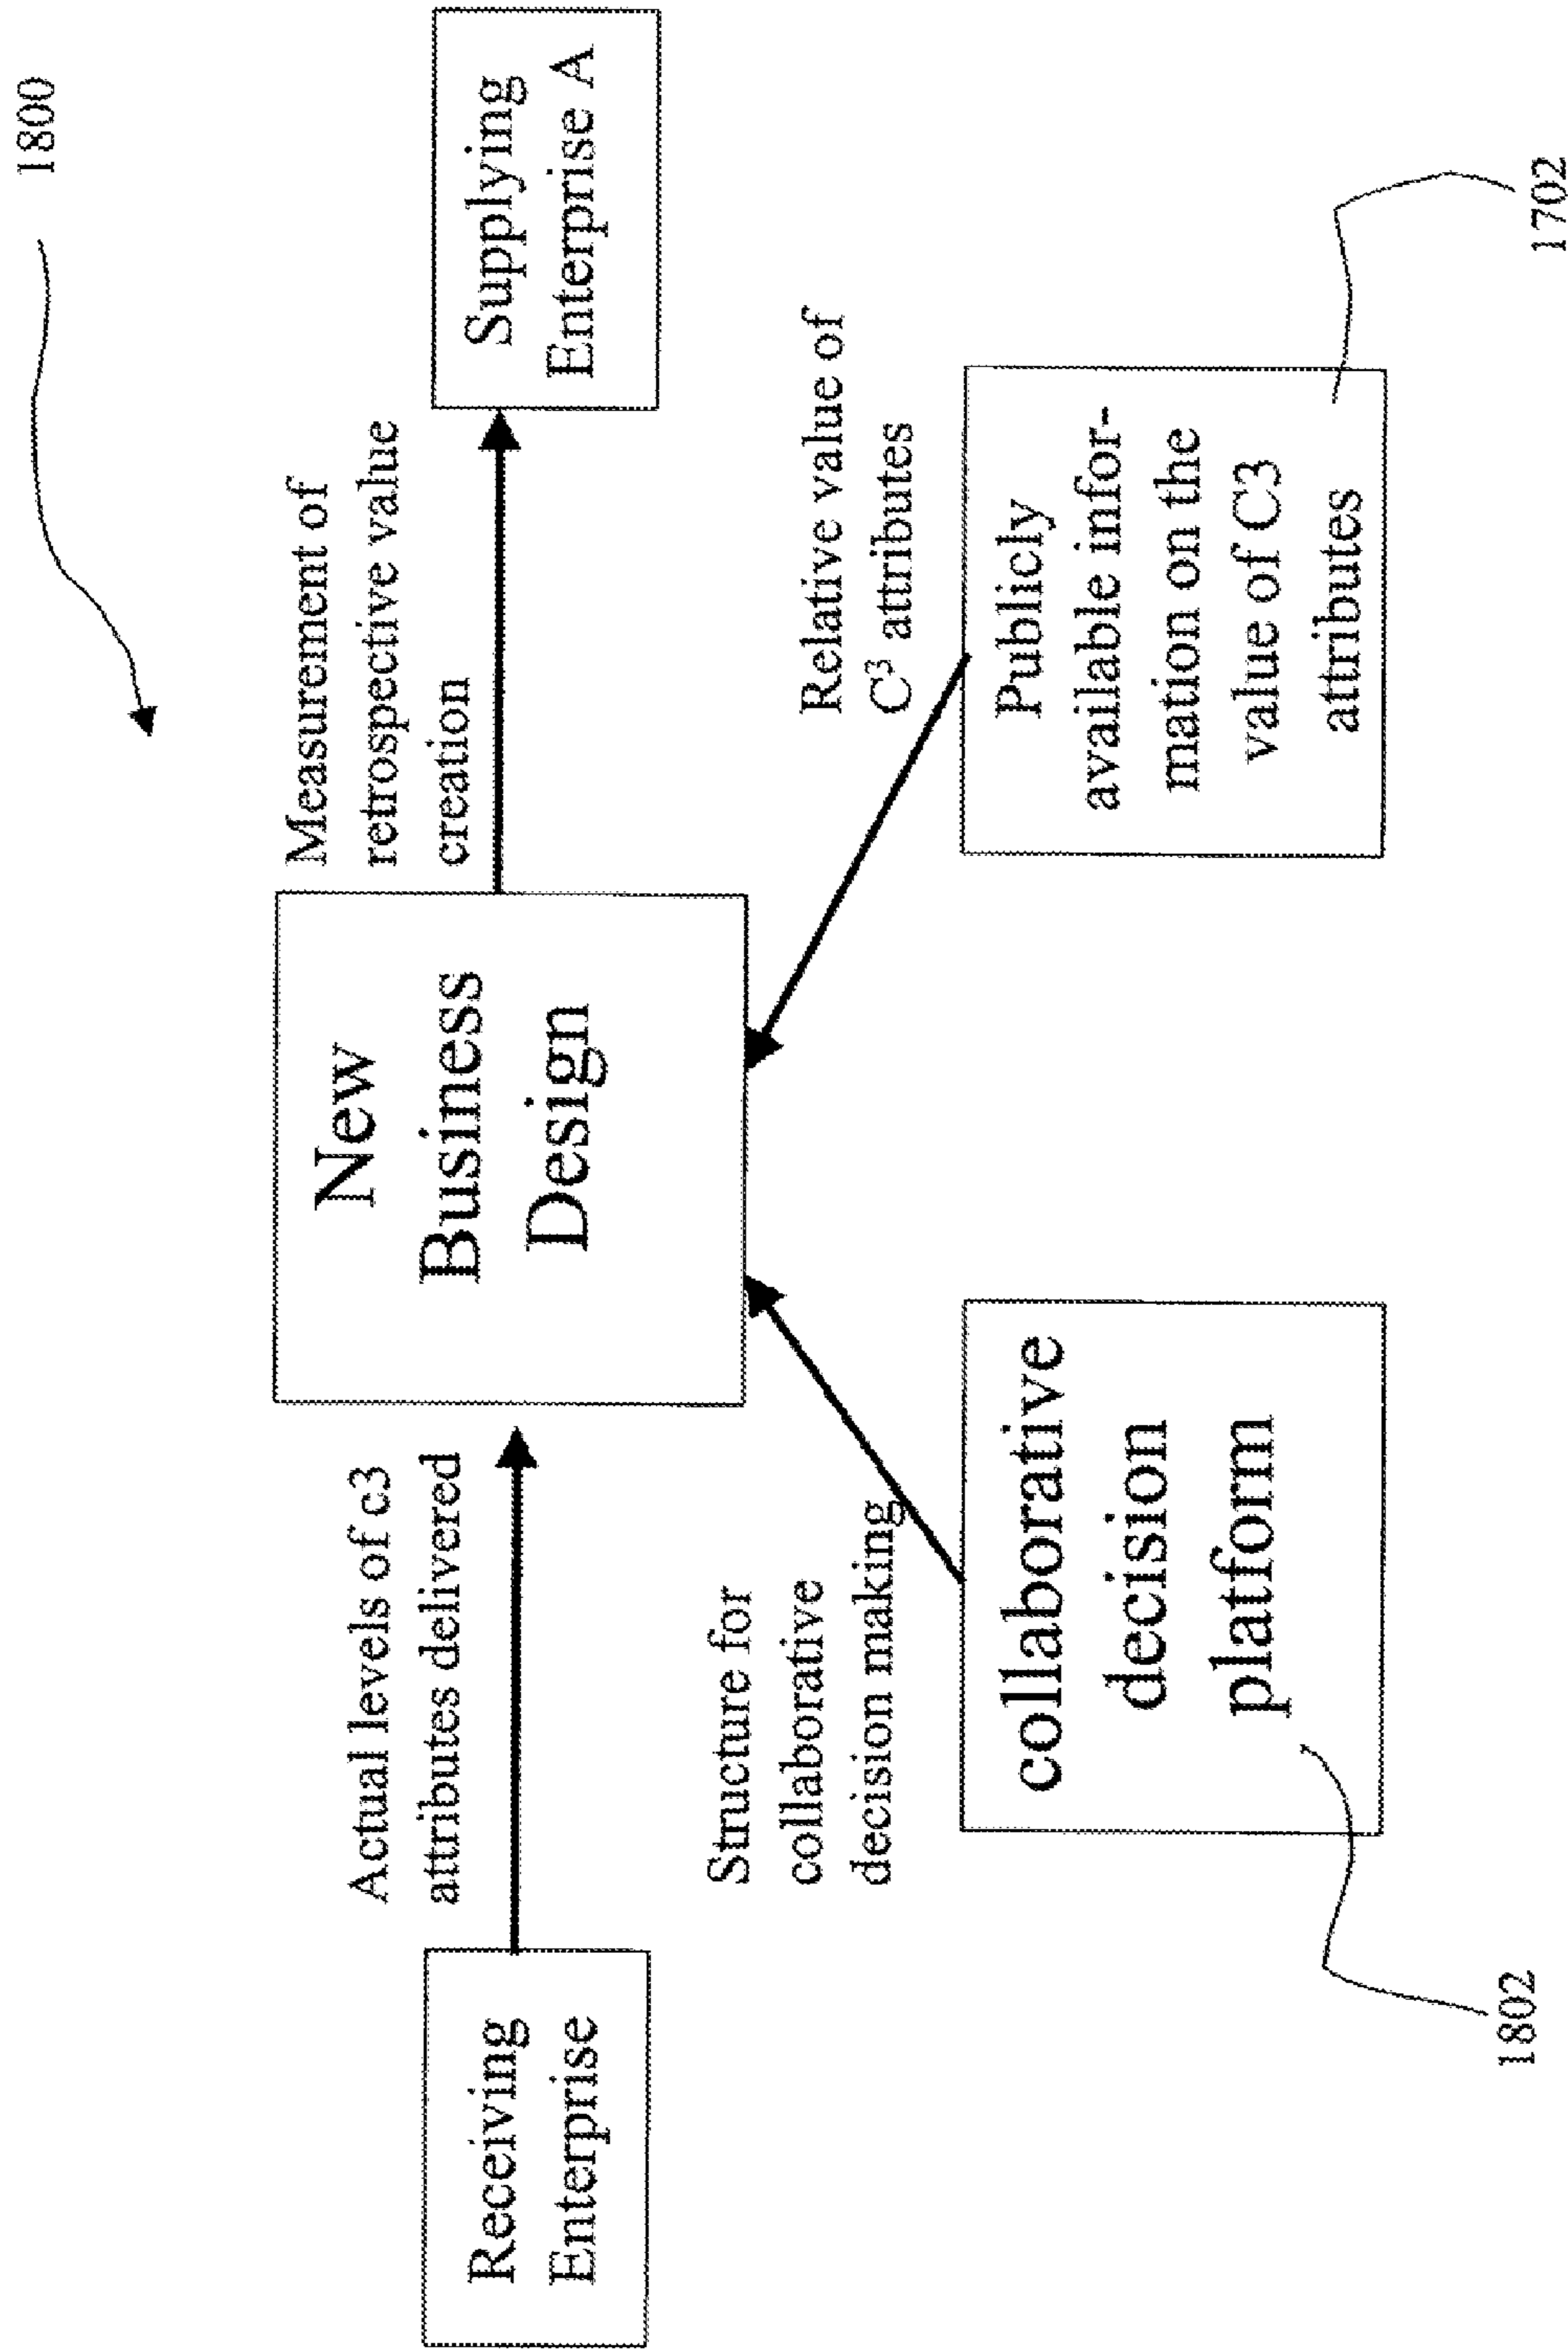 1800
Receiving
Enterprise
Actual levels of c3
attributes delivered
New
Business
Design
Measurement of
retrospective value
creation
Supplying
Enterprise A
Structure for
collaborative
decision making
Relative value of
C³ attributes
collaborative
decision
platform
Publicly
available infor-
mation on the
value of C3
attributes
1802
1702